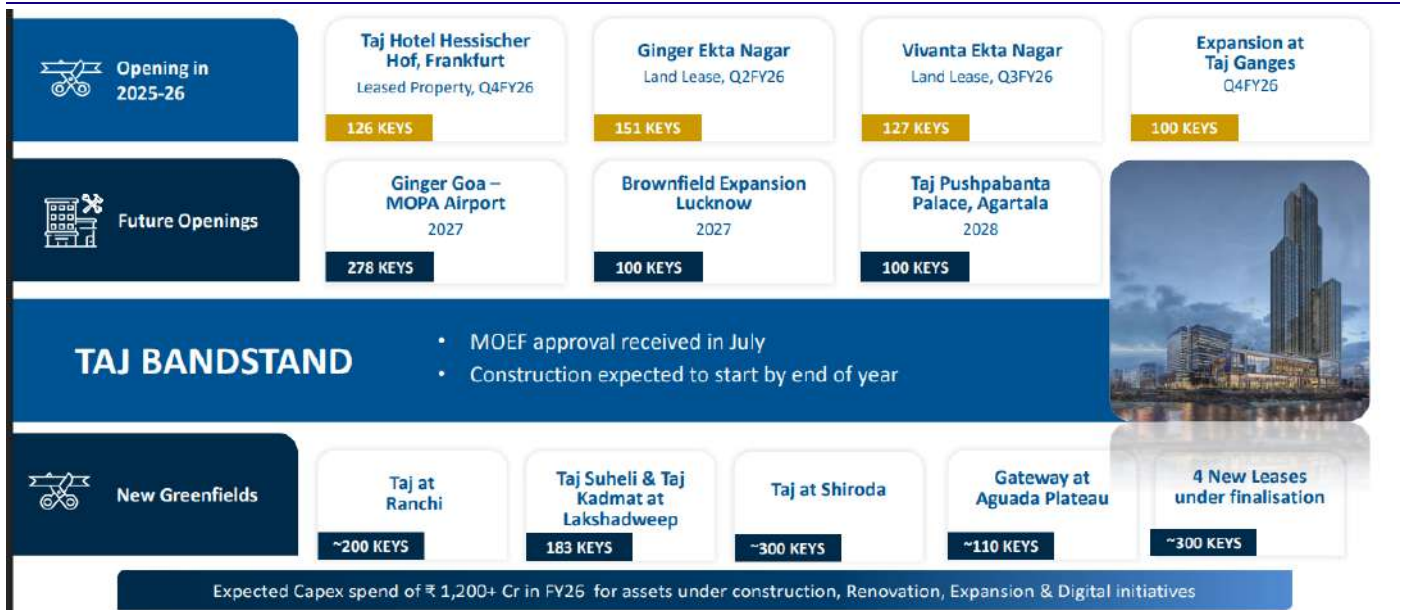 Opening in
2025-26
Taj Hotel Hessischer
Hof, Frankfurt
Leased Property, Q4FY26
126 KEYS
Ginger Ekta Nagar
Land Lease, Q2FY26
151 KEYS
Vivanta Ekta Nagar
Land Lease, Q3FY26
127 KEYS
Expansion at
Taj Ganges
Q4FY26
100 KEYS
Future Openings
Ginger Goa –
MOPA Airport
2027
278 KEYS
Brownfield Expansion
Lucknow
2027
100 KEYS
Taj Pushpabanta
Palace, Agartala
2028
100 KEYS
TAJ BANDSTAND
• MOEF approval received in July
• Construction expected to start by end of year
New Greenfields
Taj at
Ranchi
~200 KEYS
Taj Suheli & Taj
Kadmat at
Lakshadweep
183 KEYS
Taj at Shiroda
~300 KEYS
Gateway at
Aguada Plateau
~110 KEYS
4 New Leases
under finalisation
~300 KEYS
Expected Capex spend of ₹ 1,200+ Cr in FY26 for assets under construction, Renovation, Expansion & Digital initiatives